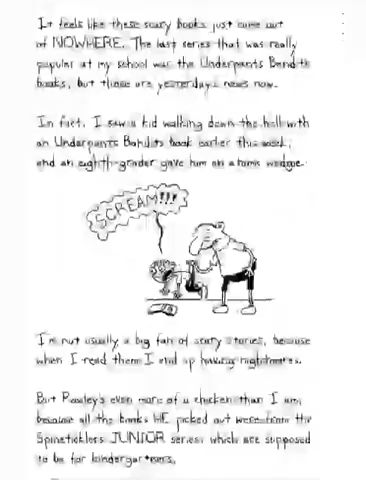 It feels like these scary books just came out
of NOWHERE. The last series that was really
popular at my school was the Underpants Bandits
books, but those are yesterday's news now.
In fact, I saw a kid walking down the hall with
an Underpants Bandits book earlier this week,
and an eighth-grader gave him an atomic wedgie.
SCREAM!!!
I'm not usually a big fan of scary stories, because
when I read them I end up having nightmares.
But Rowley's even more of a chicken than I am,
because all the books HE picked out were from the
Spineticklers JUNIOR series, which are supposed
to be for kindergartners.